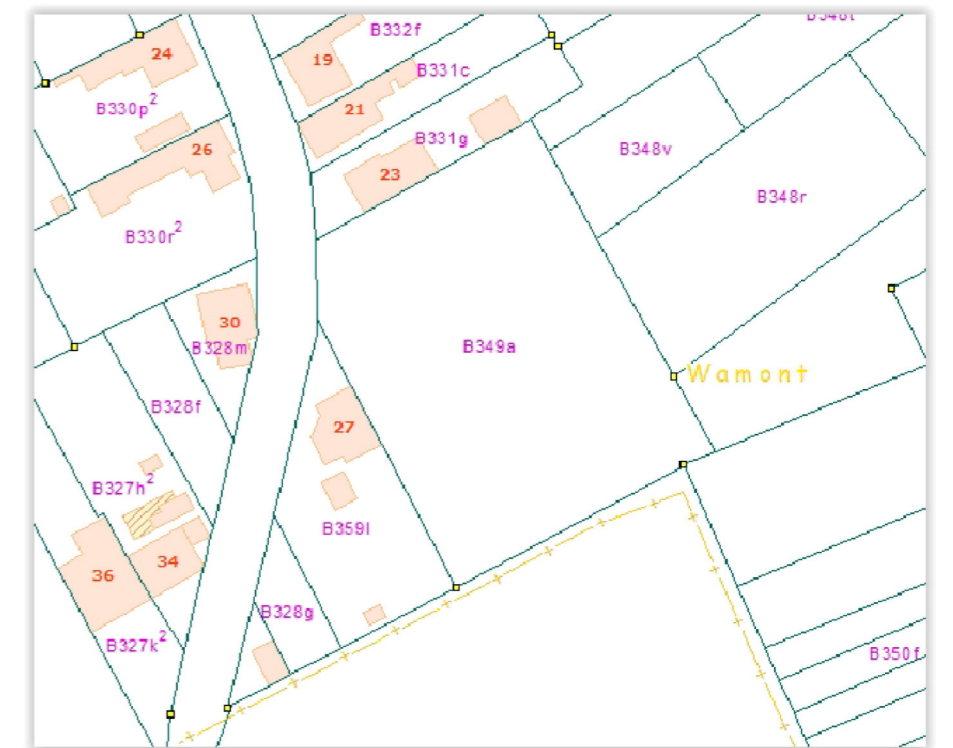 B348t
B332f
24
19
B331c
B330p²
21
B331g
B348v
26
23
B348r
B330r²
30
B328m
B349a
Wamont
B328f
27
B327h²
B359l
34
36
B328g
B327k²
B350f